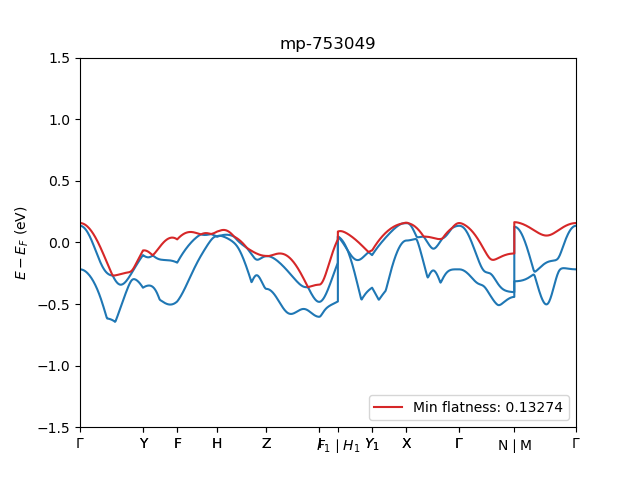 mp-753049
E − E_F (eV)
1.5
1.0
0.5
0.0
−0.5
−1.0
−1.5
Min flatness: 0.13274
Γ Y F H Z F₁ | H₁ Y₁ X Γ N | M Γ